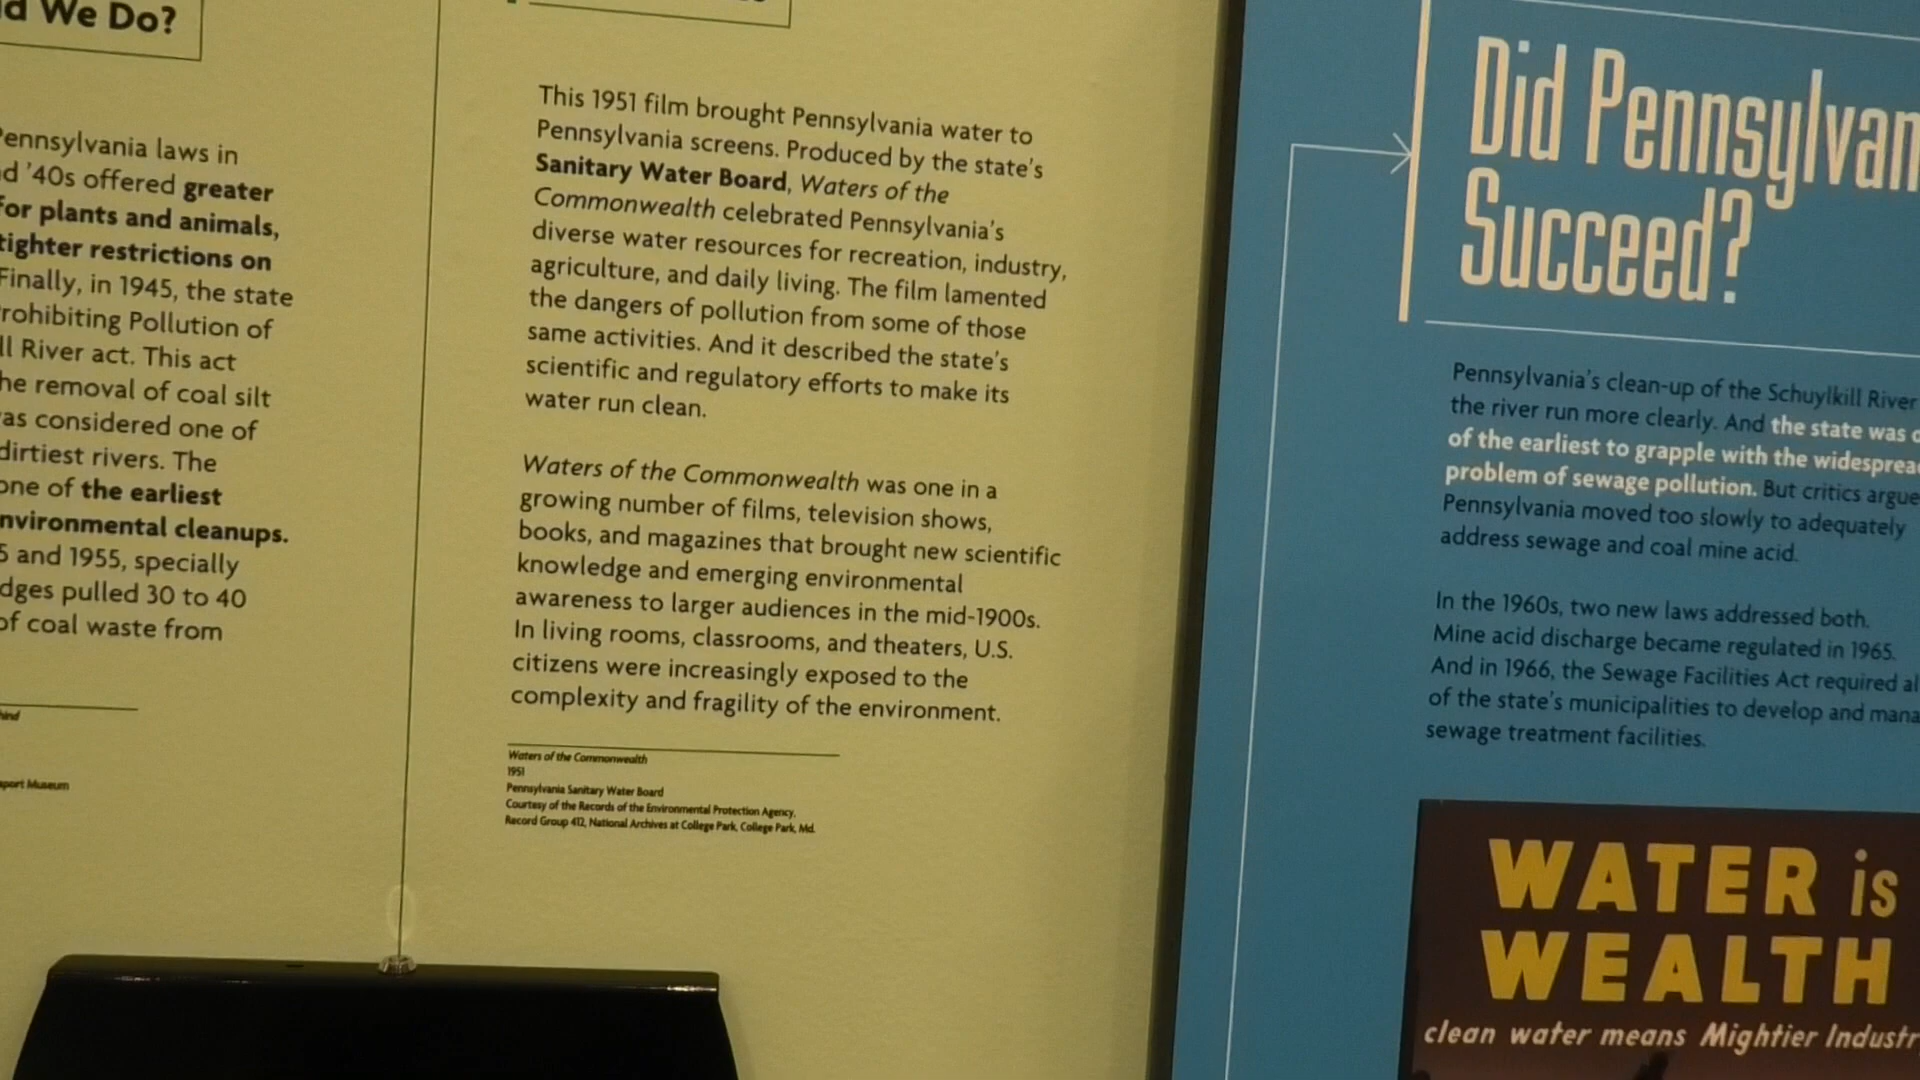 We Do?
Pennsylvania laws in
'40s offered greater
for plants and animals,
tighter restrictions on
Finally, in 1945, the state
Prohibiting Pollution of
River act. This act
the removal of coal silt
was considered one of
dirtiest rivers. The
one of the earliest
environmental cleanups.
and 1955, specially
pulled 30 to 40
of coal waste from
Museum
This 1951 film brought Pennsylvania water to
Pennsylvania screens. Produced by the state's
Sanitary Water Board, Waters of the
Commonwealth celebrated Pennsylvania's
diverse water resources for recreation, industry,
agriculture, and daily living. The film lamented
the dangers of pollution from some of those
same activities. And it described the state's
scientific and regulatory efforts to make its
water run clean.
Waters of the Commonwealth was one in a
growing number of films, television shows,
books, and magazines that brought new scientific
knowledge and emerging environmental
awareness to larger audiences in the mid-1900s.
In living rooms, classrooms, and theaters, U.S.
citizens were increasingly exposed to the
complexity and fragility of the environment.
Waters of the Commonwealth
1951
Pennsylvania Sanitary Water Board
Courtesy of the Records of the Environmental Protection Agency,
Record Group 412, National Archives at College Park, College Park, Md.
Did Pennsylvan
Succeed?
Pennsylvania's clean-up of the Schuylkill River
the river run more clearly. And the state was
of the earliest to grapple with the widespread
problem of sewage pollution. But critics argue
Pennsylvania moved too slowly to adequately
address sewage and coal mine acid.
In the 1960s, two new laws addressed both.
Mine acid discharge became regulated in 1965.
And in 1966, the Sewage Facilities Act required al
of the state's municipalities to develop and mana
sewage treatment facilities.
WATER is
WEALTH
clean water means Mightier Industr